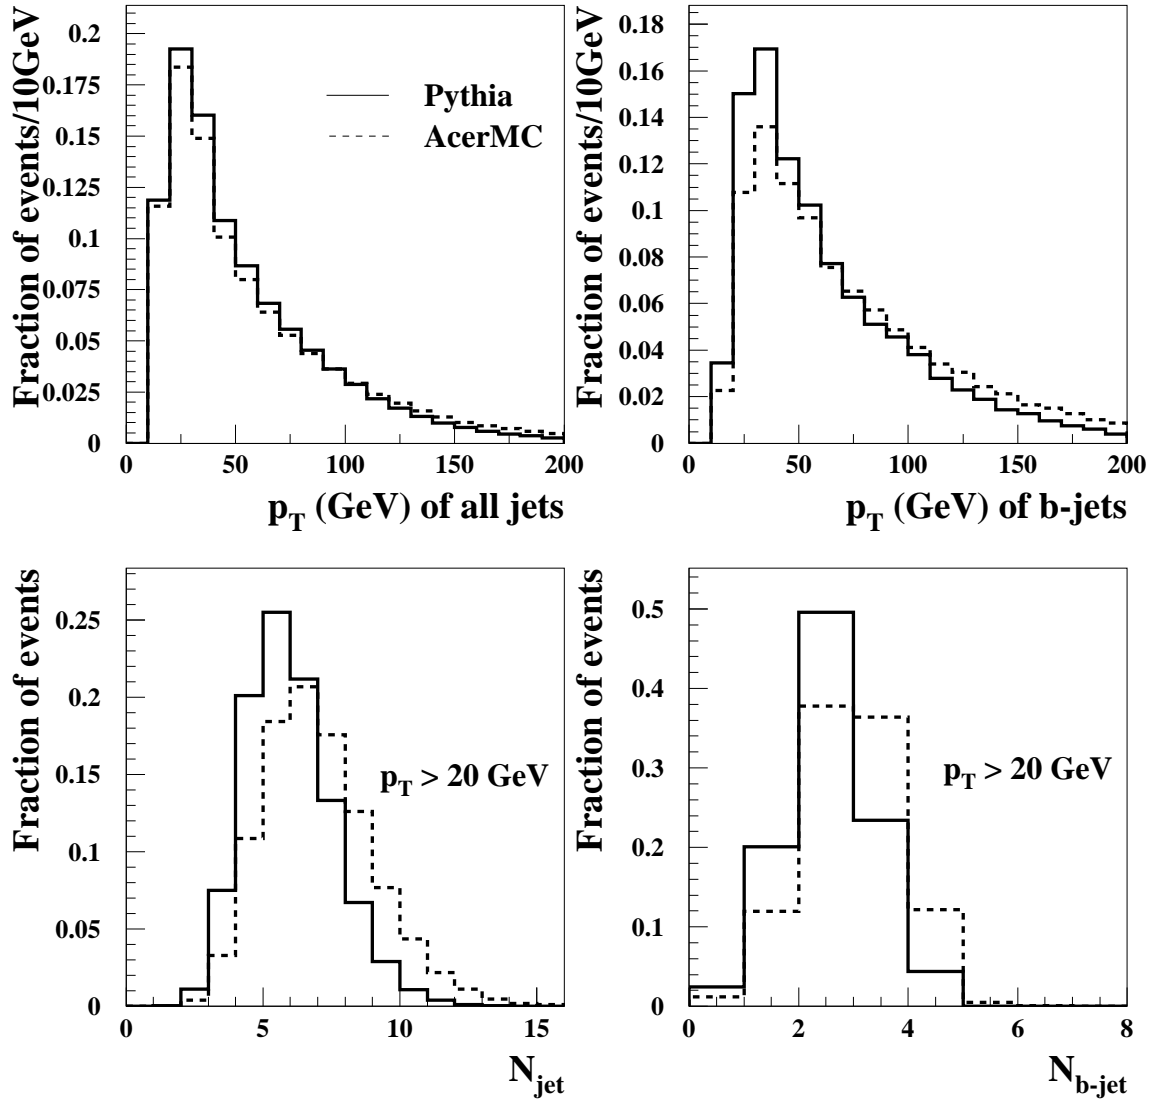 Fraction of events/10GeV
0.2
0.175
0.15
0.125
0.1
0.075
0.05
0.025
0
Pythia
AcerMC
0 50 100 150 200
p_T (GeV) of all jets
Fraction of events/10GeV
0.18
0.16
0.14
0.12
0.1
0.08
0.06
0.04
0.02
0
0 50 100 150 200
p_T (GeV) of b-jets
Fraction of events
0.25
0.2
0.15
0.1
0.05
0
p_T > 20 GeV
0 5 10 15
N_jet
Fraction of events
0.5
0.4
0.3
0.2
0.1
0
p_T > 20 GeV
0 2 4 6 8
N_b-jet